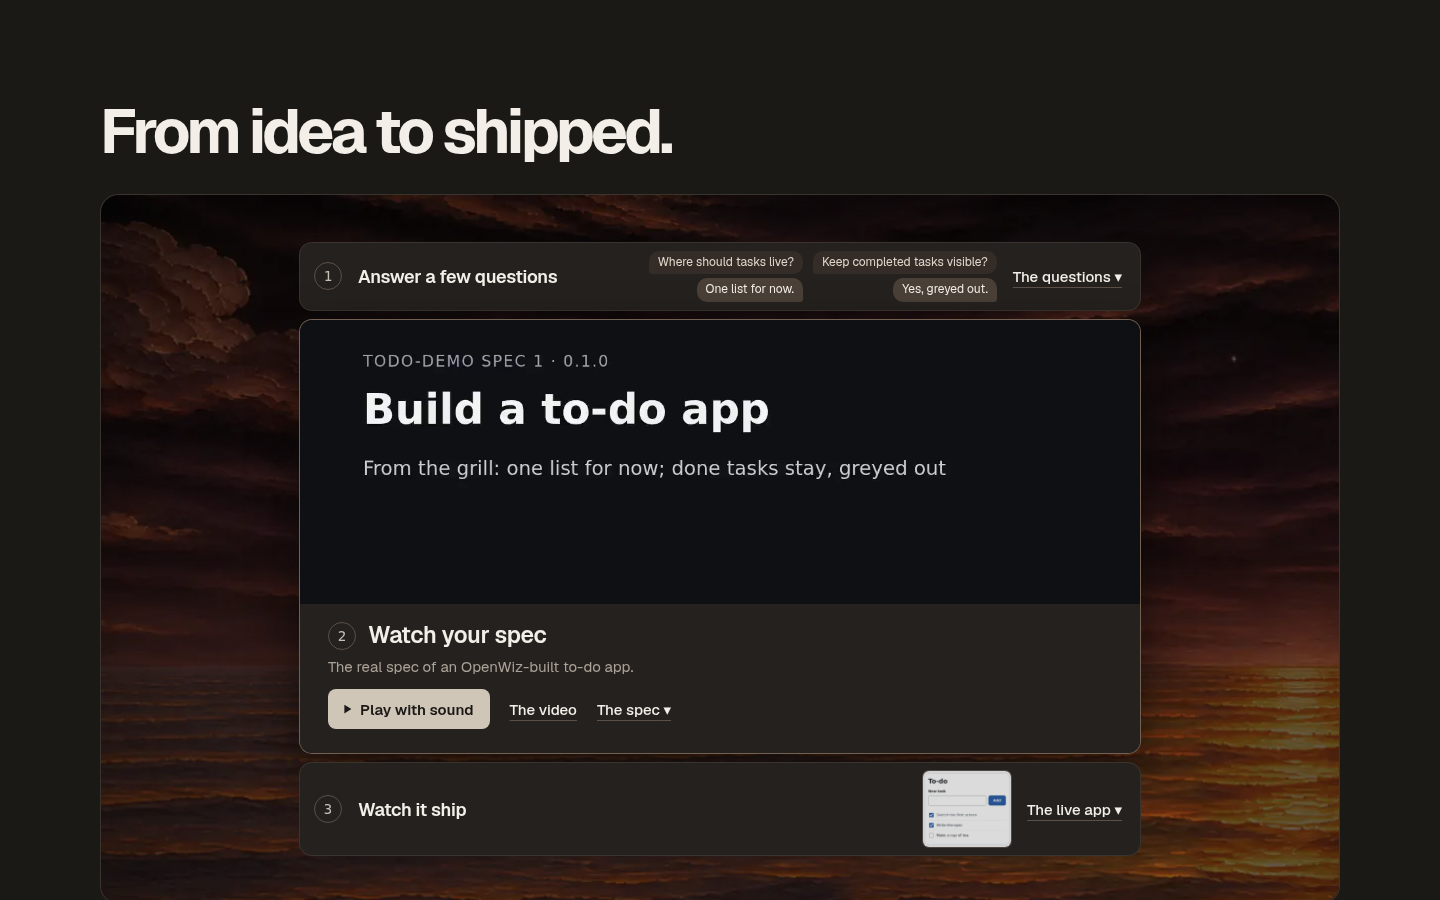 From idea to shipped.
1
Answer a few questions
Where should tasks live?
One list for now.
Keep completed tasks visible?
Yes, greyed out.
The questions ▾
TODO-DEMO SPEC 1 · 0.1.0
Build a to-do app
From the grill: one list for now; done tasks stay, greyed out
2
Watch your spec
The real spec of an OpenWiz-built to-do app.
Play with sound
The video
The spec ▾
3
Watch it ship
To-do
The live app ▾